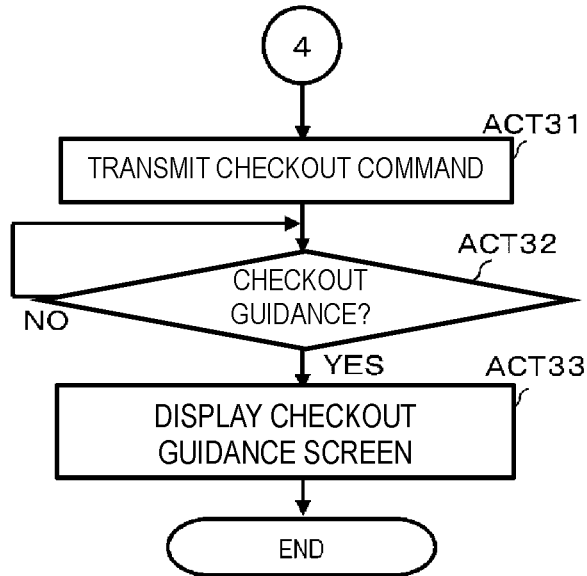 4
ACT31
TRANSMIT CHECKOUT COMMAND
ACT32
CHECKOUT
GUIDANCE?
NO
YES
ACT33
DISPLAY CHECKOUT
GUIDANCE SCREEN
END